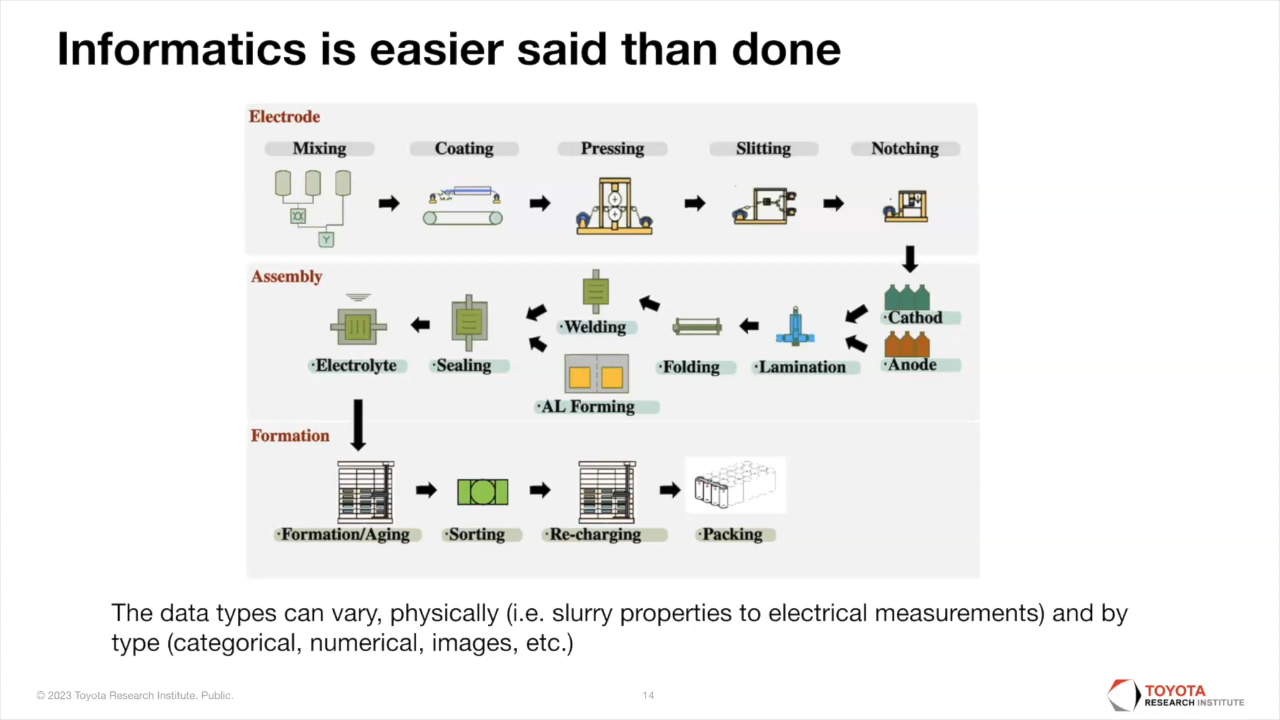 Informatics is easier said than done
Electrode
Mixing
Coating
Pressing
Slitting
Notching
Assembly
·Cathod
·Anode
·Lamination
·Folding
·Welding
·AL Forming
·Sealing
·Electrolyte
Formation
·Formation/Aging
·Sorting
·Re-charging
·Packing
The data types can vary, physically (i.e. slurry properties to electrical measurements) and by
type (categorical, numerical, images, etc.)
© 2023 Toyota Research Institute. Public.
14
TOYOTA
RESEARCH INSTITUTE